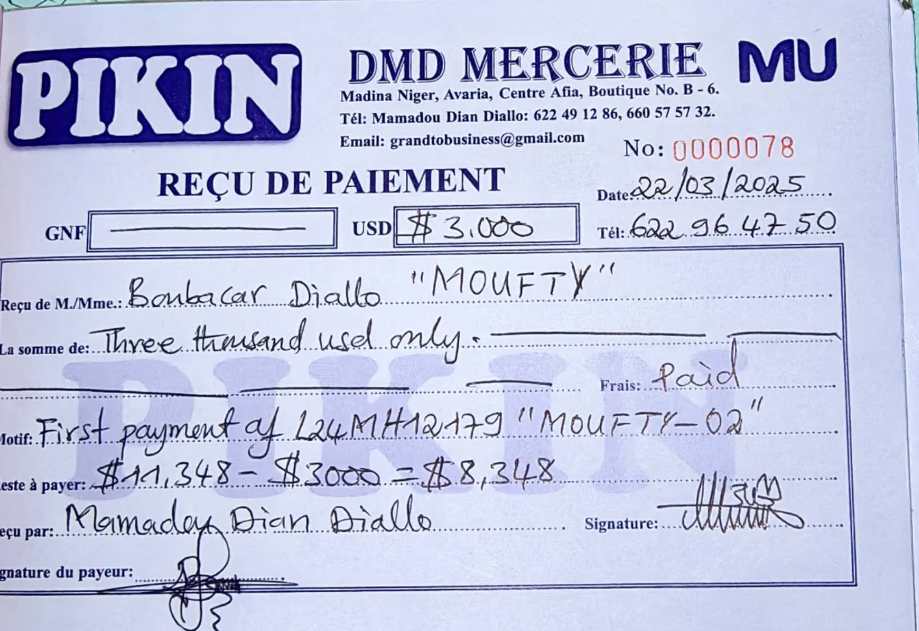 PIKIN
DMD MERCERIE MU
Madina Niger, Avaria, Centre Afia, Boutique No. B - 6.
Tél: Mamadou Dian Diallo: 622 49 12 86, 660 57 57 32.
Email: grandtobusiness@gmail.com
No: 0000078
REÇU DE PAIEMENT
Date: 22/03/2025
GNF USD $ 3.000
Tél: 622 96 47 50
Reçu de M./Mme.: Boubacar Diallo "MOUFTY"
La somme de: Three thousand usd only.
Frais: Paid
Motif: First payment of L24MH12179 "MOUFTY-02"
este à payer: $11,348 - $3000 = $8,348
eçu par: Mamadou Dian Diallo
Signature:
gnature du payeur:
PIKIN